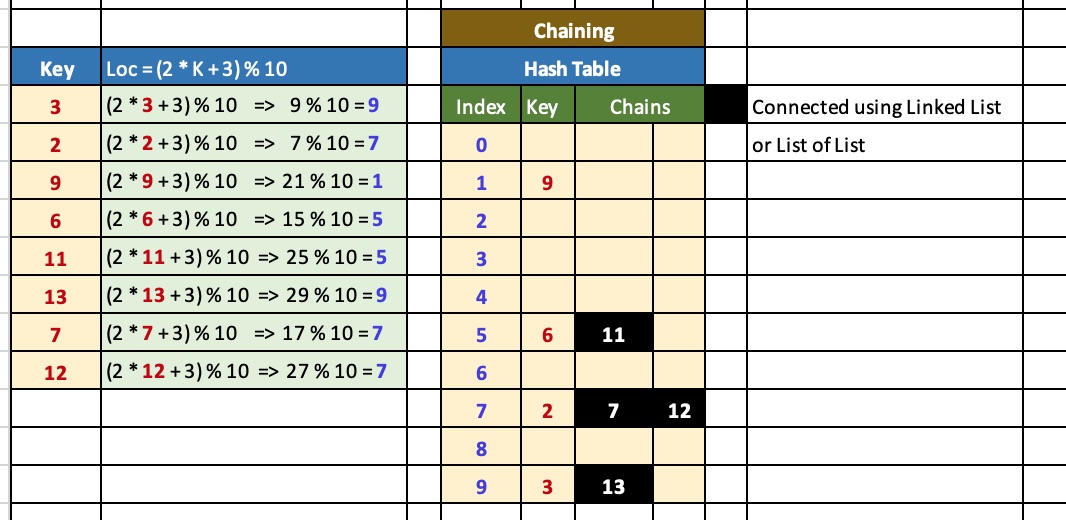 Chaining
Key Loc = (2 * K + 3) % 10 Hash Table
3 (2 * 3 + 3) % 10 => 9 % 10 = 9 Index Key Chains Connected using Linked List
2 (2 * 2 + 3) % 10 => 7 % 10 = 7 0 or List of List
9 (2 * 9 + 3) % 10 => 21 % 10 = 1 1 9
6 (2 * 6 + 3) % 10 => 15 % 10 = 5 2
11 (2 * 11 + 3) % 10 => 25 % 10 = 5 3
13 (2 * 13 + 3) % 10 => 29 % 10 = 9 4
7 (2 * 7 + 3) % 10 => 17 % 10 = 7 5 6 11
12 (2 * 12 + 3) % 10 => 27 % 10 = 7 6
7 2 7 12
8
9 3 13